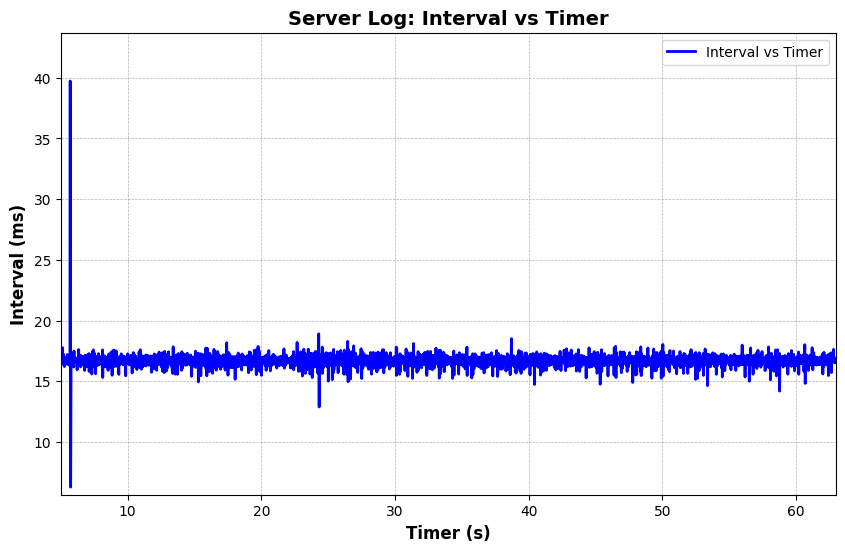 Server Log: Interval vs Timer
Interval vs Timer
Interval (ms)
40
35
30
25
20
15
10
10 20 30 40 50 60
Timer (s)